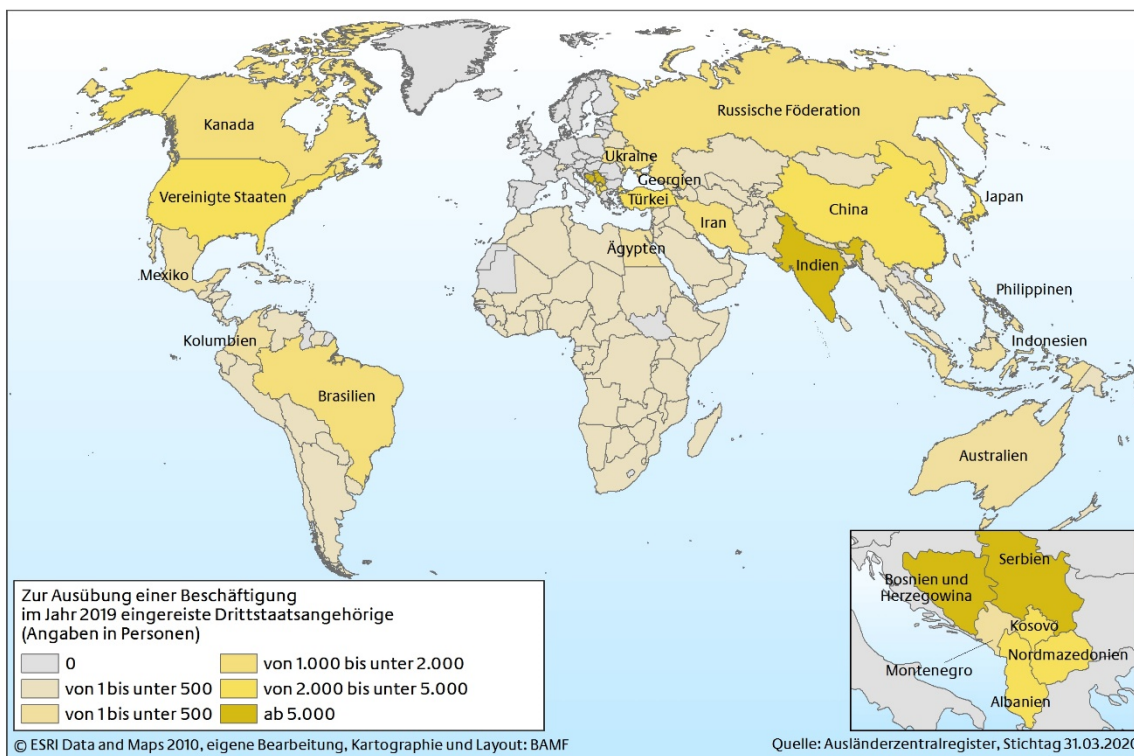 Kanada
Russische Föderation
Ukraine
Georgien
Vereinigte Staaten
Türkei
Iran
China
Japan
Ägypten
Mexiko
Indien
Philippinen
Kolumbien
Indonesien
Brasilien
Australien
Serbien
Bosnien und
Herzegowina
Kosovo
Nordmazedonien
Montenegro
Albanien
Zur Ausübung einer Beschäftigung
im Jahr 2019 eingereiste Drittstaatsangehörige
(Angaben in Personen)
0
von 1 bis unter 500
von 1 bis unter 500
von 1.000 bis unter 2.000
von 2.000 bis unter 5.000
ab 5.000
© ESRI Data and Maps 2010, eigene Bearbeitung, Kartographie und Layout: BAMF
Quelle: Ausländerzentralregister, Stichtag 31.03.2020